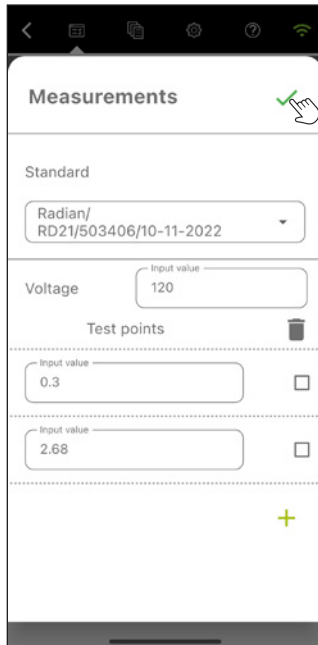 Measurements
Standard
Radian/
RD21/503406/10-11-2022
Voltage
Input value
120
Test points
Input value
0.3
Input value
2.68